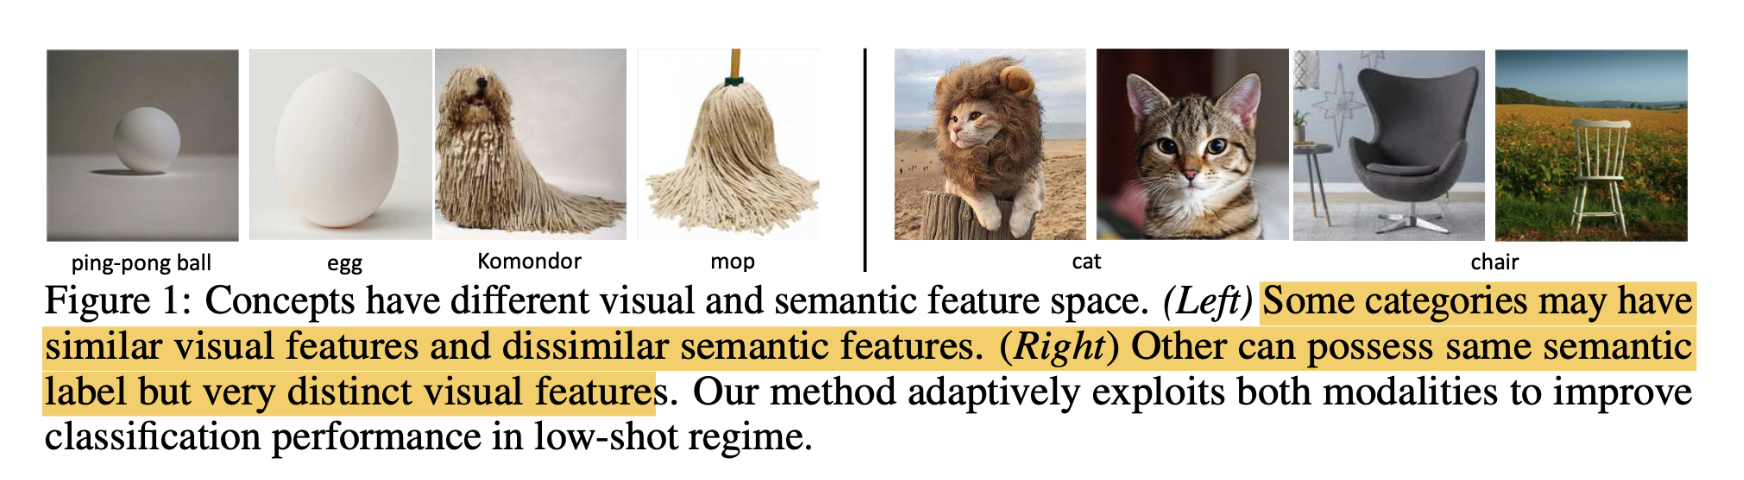 ping-pong ball egg Komondor mop cat chair
Figure 1: Concepts have different visual and semantic feature space. (Left) Some categories may have
similar visual features and dissimilar semantic features. (Right) Other can possess same semantic
label but very distinct visual features. Our method adaptively exploits both modalities to improve
classification performance in low-shot regime.